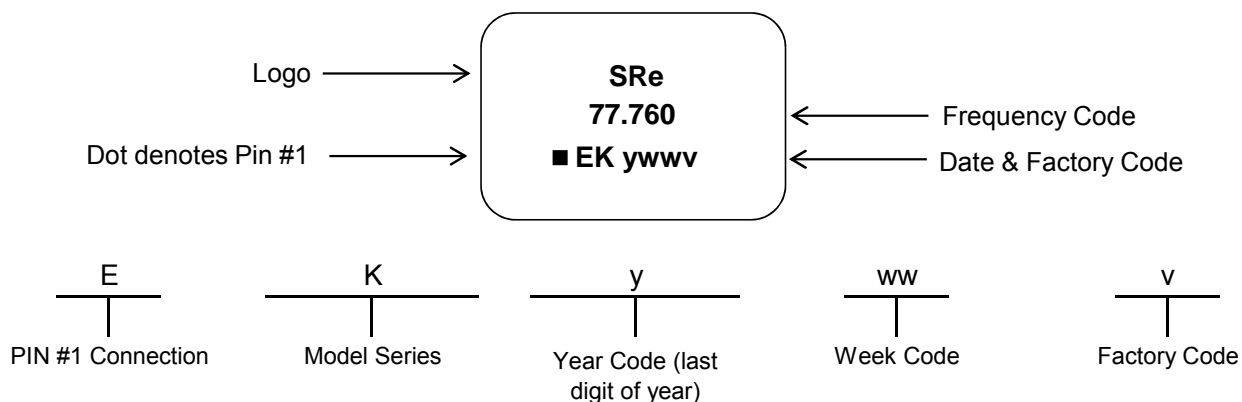 Logo
SRe
77.760
Frequency Code
Dot denotes Pin #1
■ EK ywwv
Date & Factory Code
E
K
y
ww
v
PIN #1 Connection
Model Series
Year Code (last
digit of year)
Week Code
Factory Code